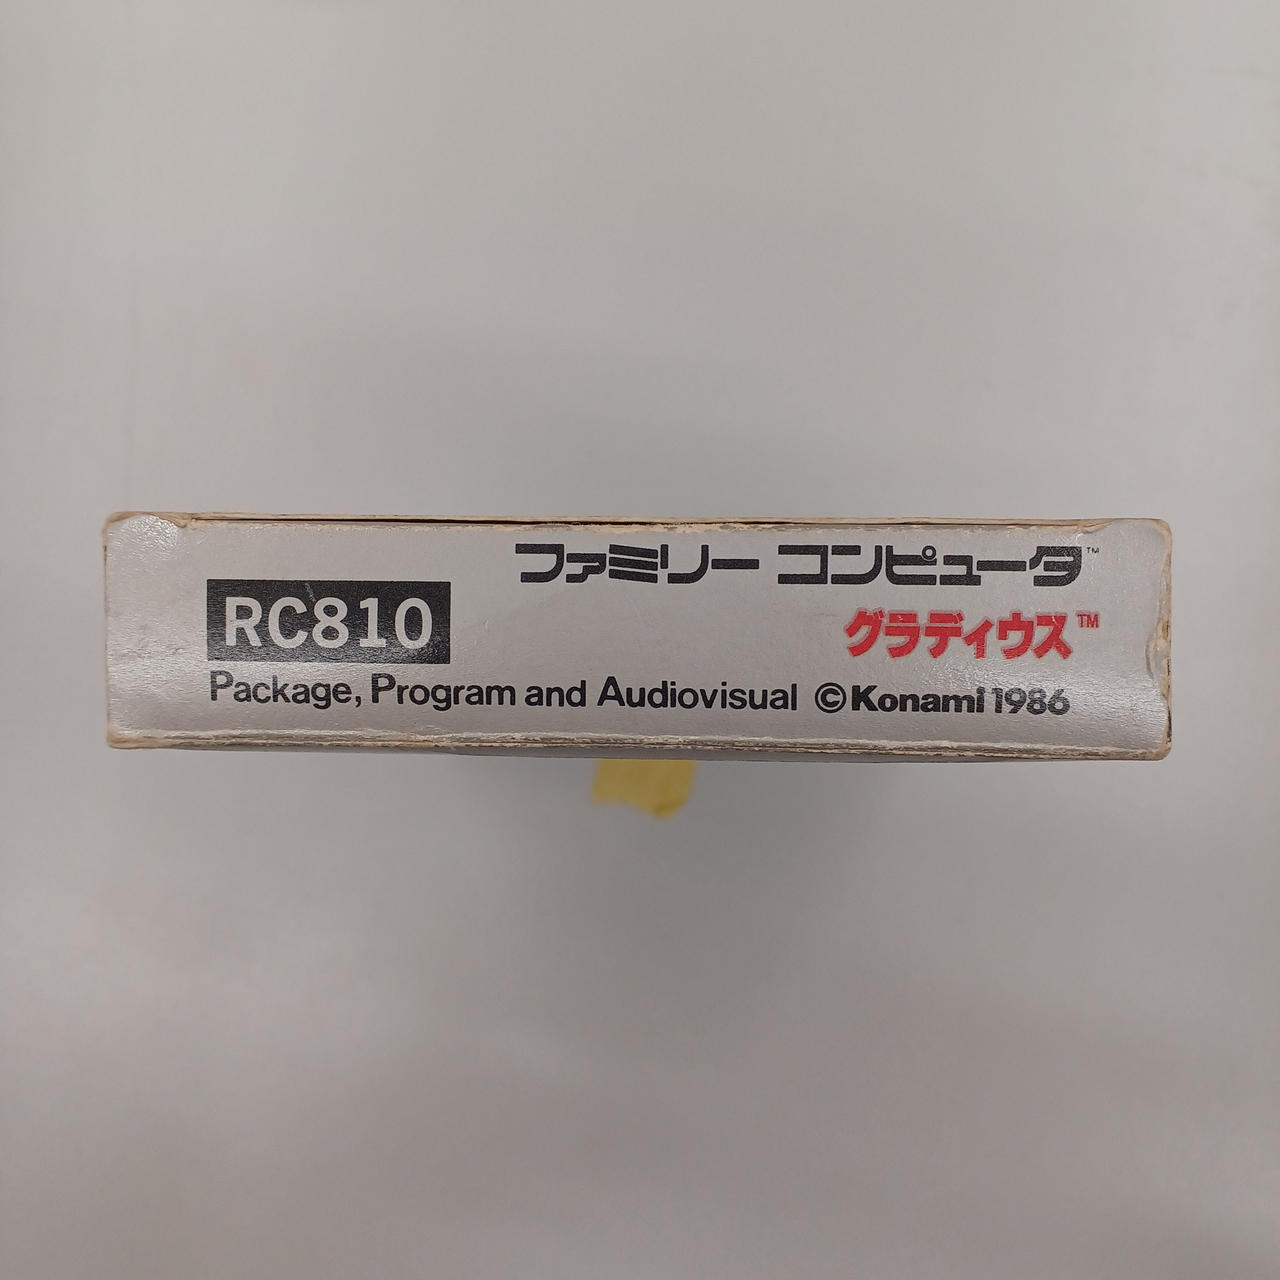 ファミリー コンピュータ™
RC810
グラディウス™
Package, Program and Audiovisual ©Konami 1986